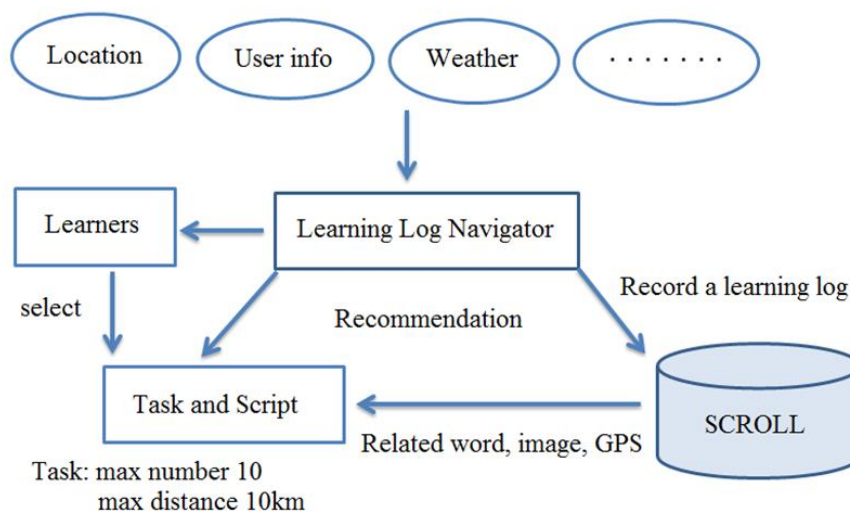 Location
User info
Weather
. . . . . . .
Learners
Learning Log Navigator
select
Recommendation
Record a learning log
Task and Script
SCROLL
Related word, image, GPS
Task: max number 10
max distance 10km